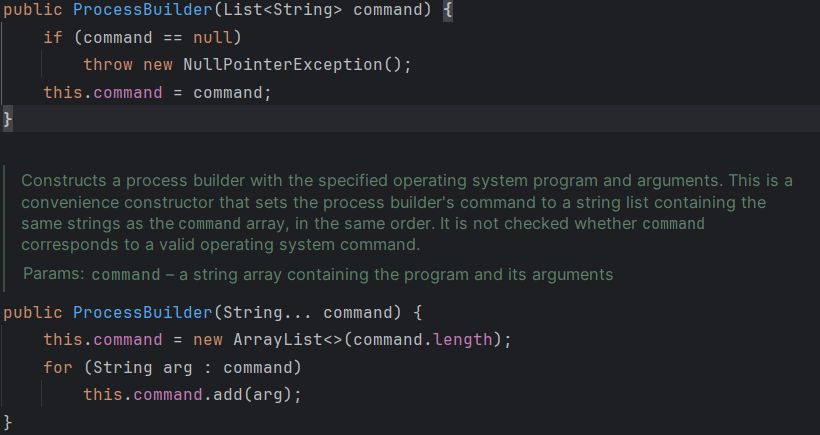 public ProcessBuilder(List<String> command) {
    if (command == null)
        throw new NullPointerException();
    this.command = command;
}
Constructs a process builder with the specified operating system program and arguments. This is a
convenience constructor that sets the process builder's command to a string list containing the
same strings as the command array, in the same order. It is not checked whether command
corresponds to a valid operating system command.
Params: command – a string array containing the program and its arguments
public ProcessBuilder(String... command) {
    this.command = new ArrayList<>(command.length);
    for (String arg : command)
        this.command.add(arg);
}